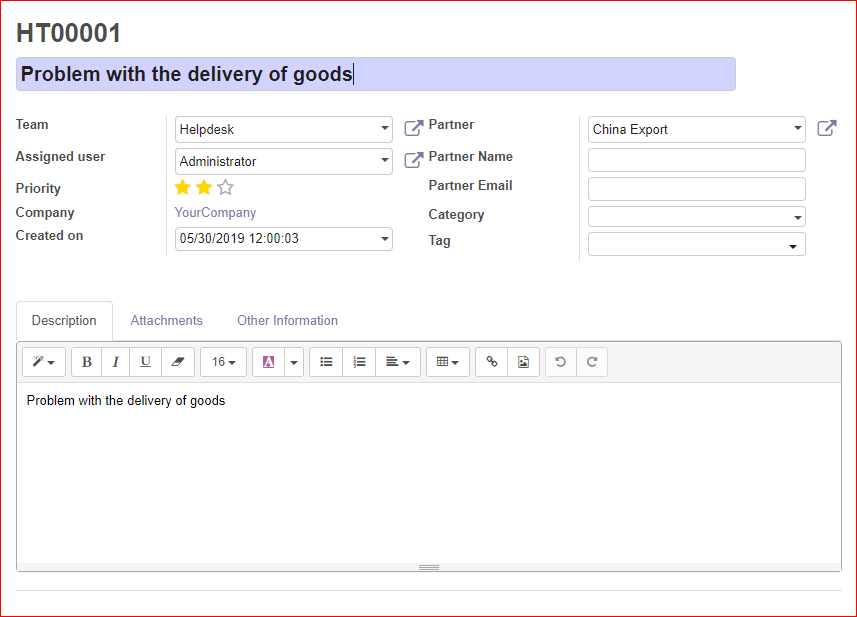 HT00001
Problem with the delivery of goods
Team
Helpdesk
Assigned user
Administrator
Priority
Company
YourCompany
Created on
05/30/2019 12:00:03
Partner
China Export
Partner Name
Partner Email
Category
Tag
Description Attachments Other Information
B I U 16 A
Problem with the delivery of goods